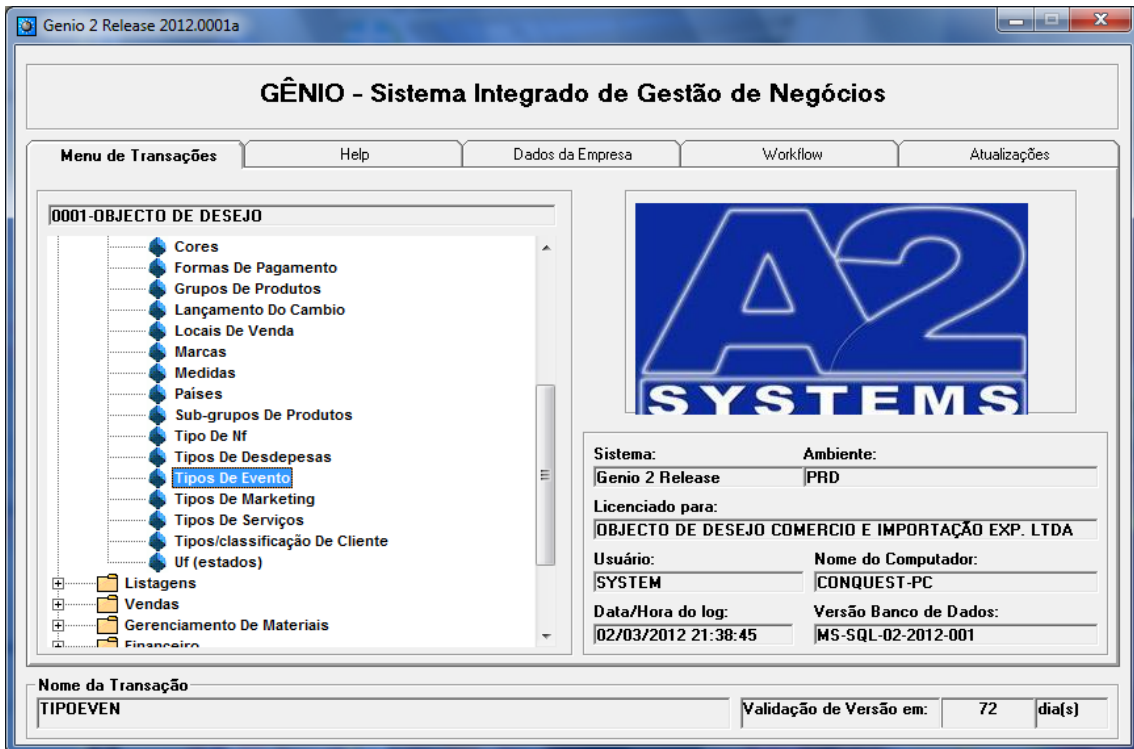 Genio 2 Release 2012.0001a
GÊNIO - Sistema Integrado de Gestão de Negócios
Menu de Transações Help Dados da Empresa Workflow Atualizações
0001-OBJECTO DE DESEJO
Cores
Formas De Pagamento
Grupos De Produtos
Lançamento Do Cambio
Locais De Venda
Marcas
Medidas
Países
Sub-grupos De Produtos
Tipo De Nf
Tipos De Desdepesas
Tipos De Evento
Tipos De Marketing
Tipos De Serviços
Tipos/classificação De Cliente
Uf (estados)
Listagens
Vendas
Gerenciamento De Materiais
Financeiro
A2
SYSTEMS
Sistema: Ambiente:
Genio 2 Release PRD
Licenciado para:
OBJECTO DE DESEJO COMERCIO E IMPORTAÇÃO EXP. LTDA
Usuário: Nome do Computador:
SYSTEM CONQUEST-PC
Data/Hora do log: Versão Banco de Dados:
02/03/2012 21:38:45 MS-SQL-02-2012-001
Nome da Transação
TIPOEVEN Validação de Versão em: 72 dia(s)